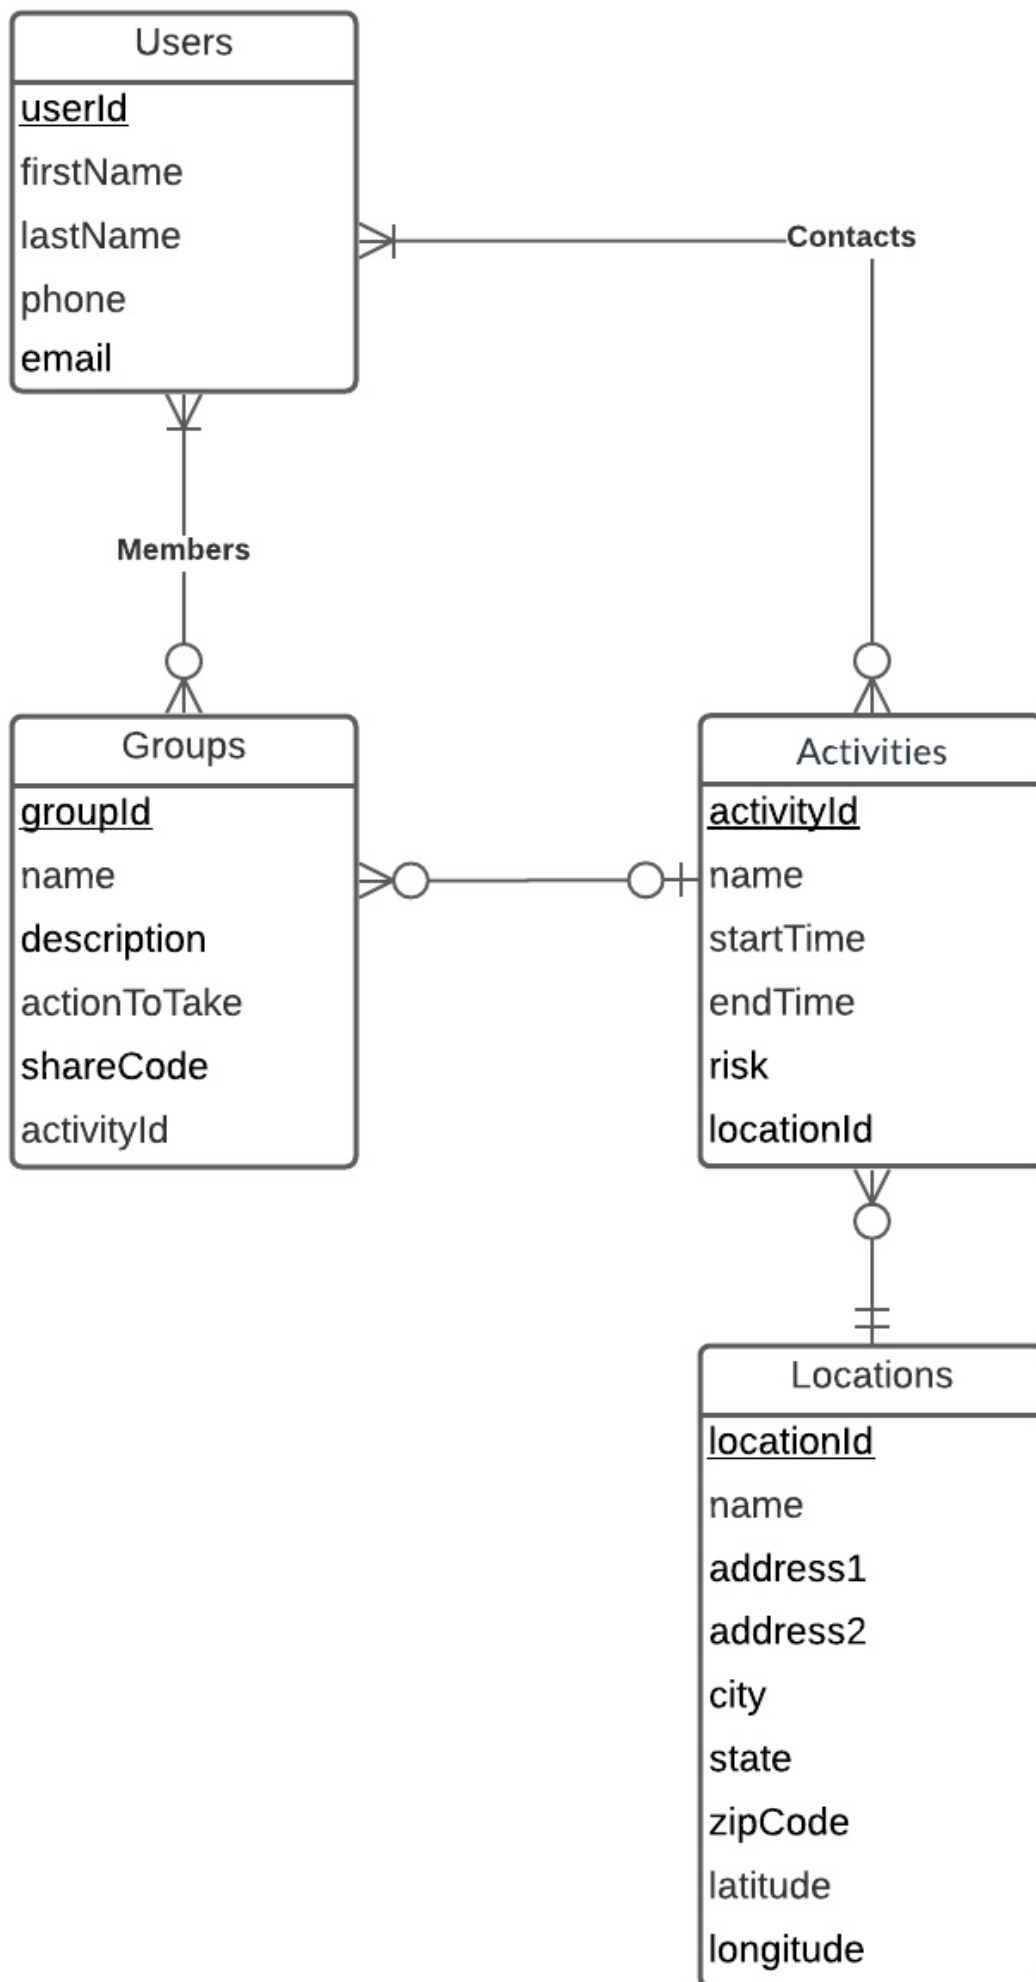 Users
userId
firstName
lastName
phone
email
Contacts
Members
Groups
groupId
name
description
actionToTake
shareCode
activityId
Activities
activityId
name
startTime
endTime
risk
locationId
Locations
locationId
name
address1
address2
city
state
zipCode
latitude
longitude